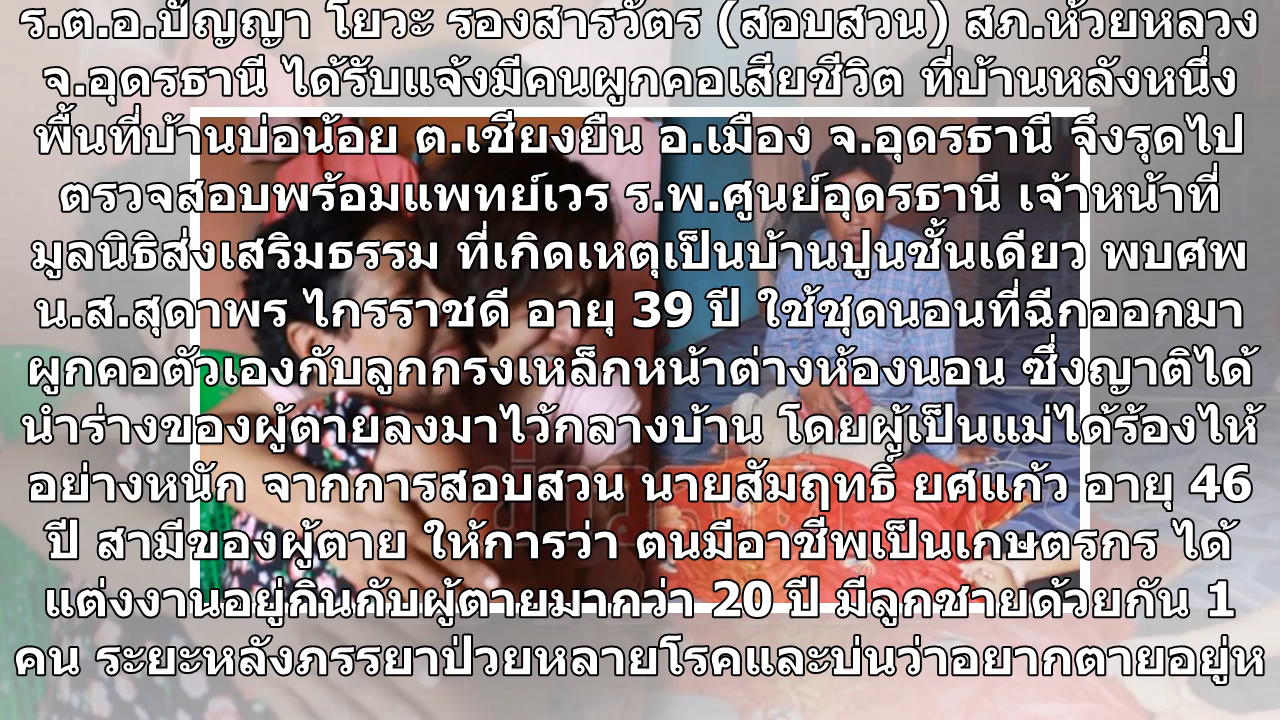 ร.ต.อ.ปัญญา โยวะ รองสารวัตร (สอบสวน) สภ.ห้วยหลวง
จ.อุดรธานี ได้รับแจ้งมีคนผูกคอเสียชีวิต ที่บ้านหลังหนึ่ง
พื้นที่บ้านบ่อน้อย ต.เชียงยืน อ.เมือง จ.อุดรธานี จึงรุดไป
ตรวจสอบพร้อมแพทย์เวร ร.พ.ศูนย์อุดรธานี เจ้าหน้าที่
มูลนิธิส่งเสริมธรรม ที่เกิดเหตุเป็นบ้านปูนชั้นเดียว พบศพ
น.ส.สุดาพร ไกรราชดี อายุ 39 ปี ใช้ชุดนอนที่ฉีกออกมา
ผูกคอตัวเองกับลูกกรงเหล็กหน้าต่างห้องนอน ซึ่งญาติได้
นำร่างของผู้ตายลงมาไว้กลางบ้าน โดยผู้เป็นแม่ได้ร้องไห้
อย่างหนัก จากการสอบสวน นายสัมฤทธิ์ ยศแก้ว อายุ 46
ปี สามีของผู้ตาย ให้การว่า ตนมีอาชีพเป็นเกษตรกร ได้
แต่งงานอยู่กินกับผู้ตายมากว่า 20 ปี มีลูกชายด้วยกัน 1
คน ระยะหลังภรรยาป่วยหลายโรคและบ่นว่าอยากตายอยู่ห